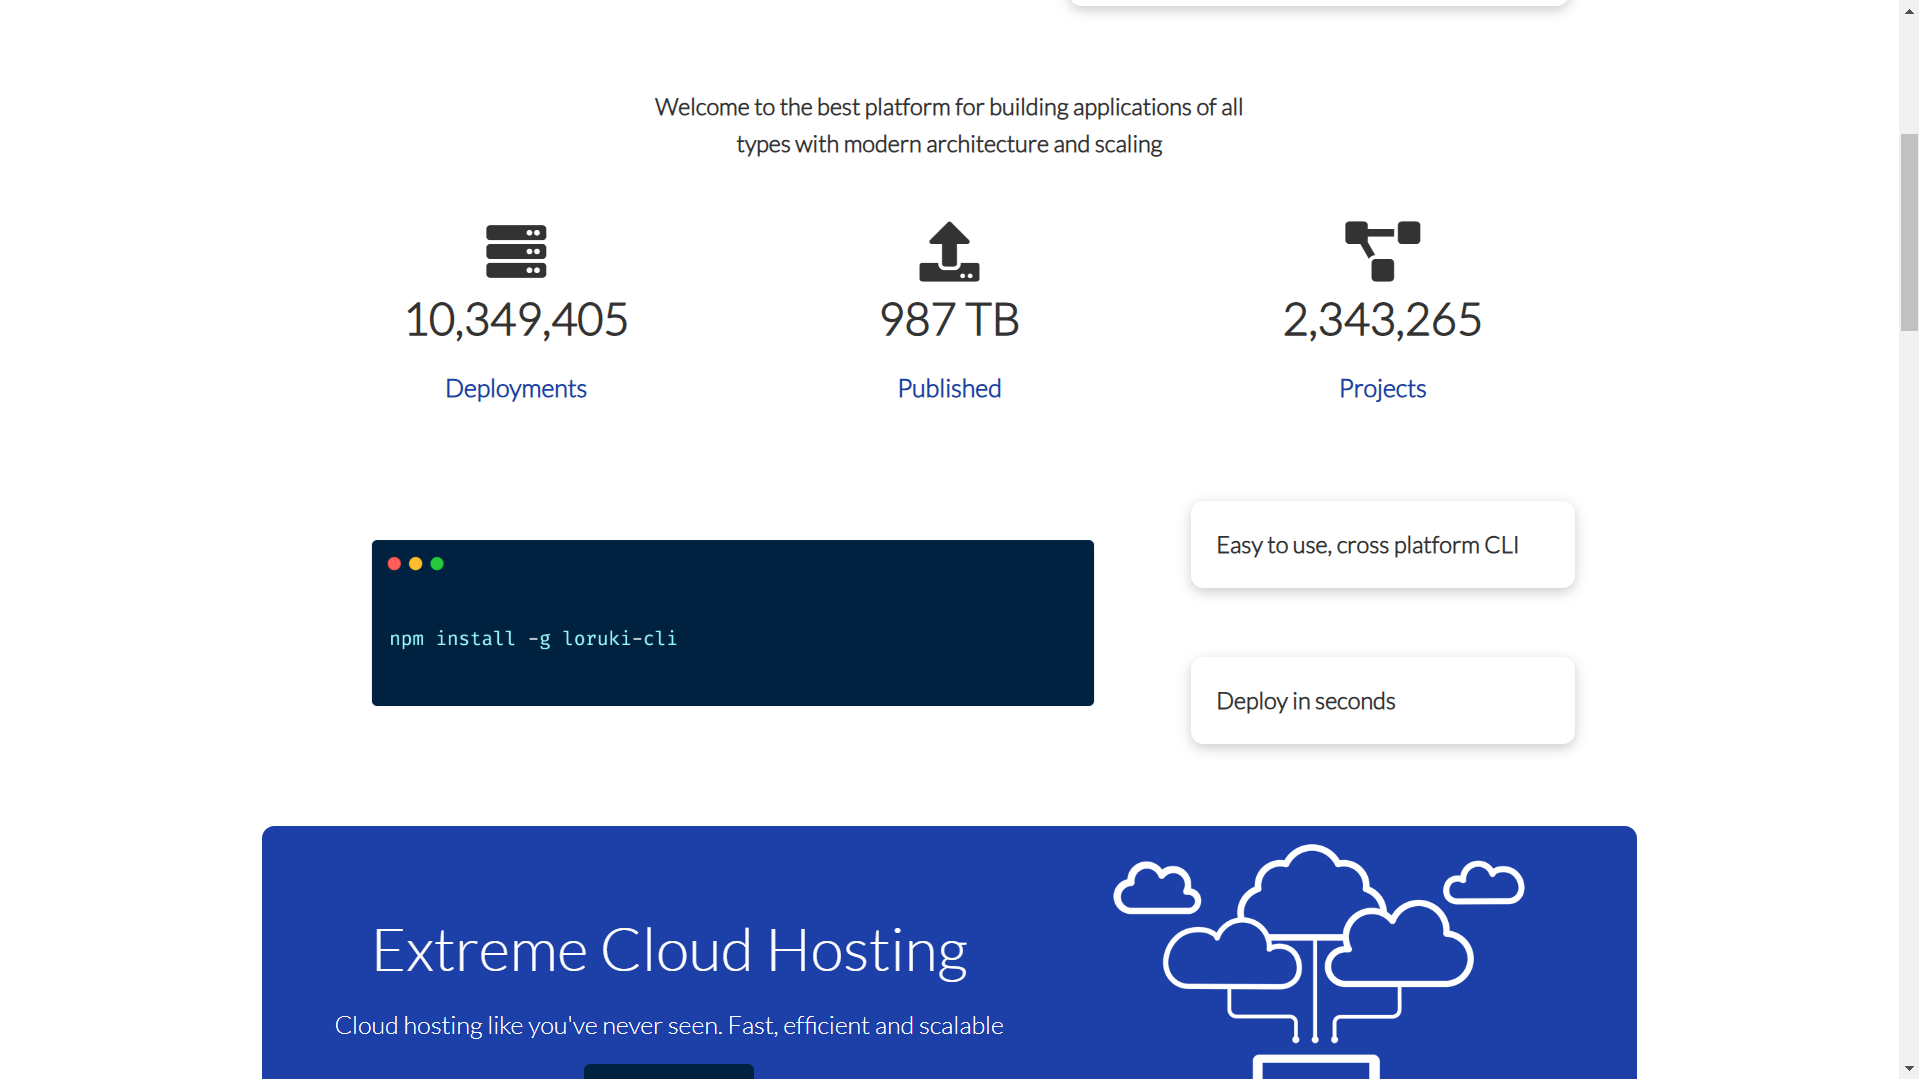 Welcome to the best platform for building applications of all
types with modern architecture and scaling
10,349,405
987 TB
2,343,265
Deployments
Published
Projects
Easy to use, cross platform CLI
npm install -g loruki-cli
Deploy in seconds
Extreme Cloud Hosting
Cloud hosting like you've never seen. Fast, efficient and scalable